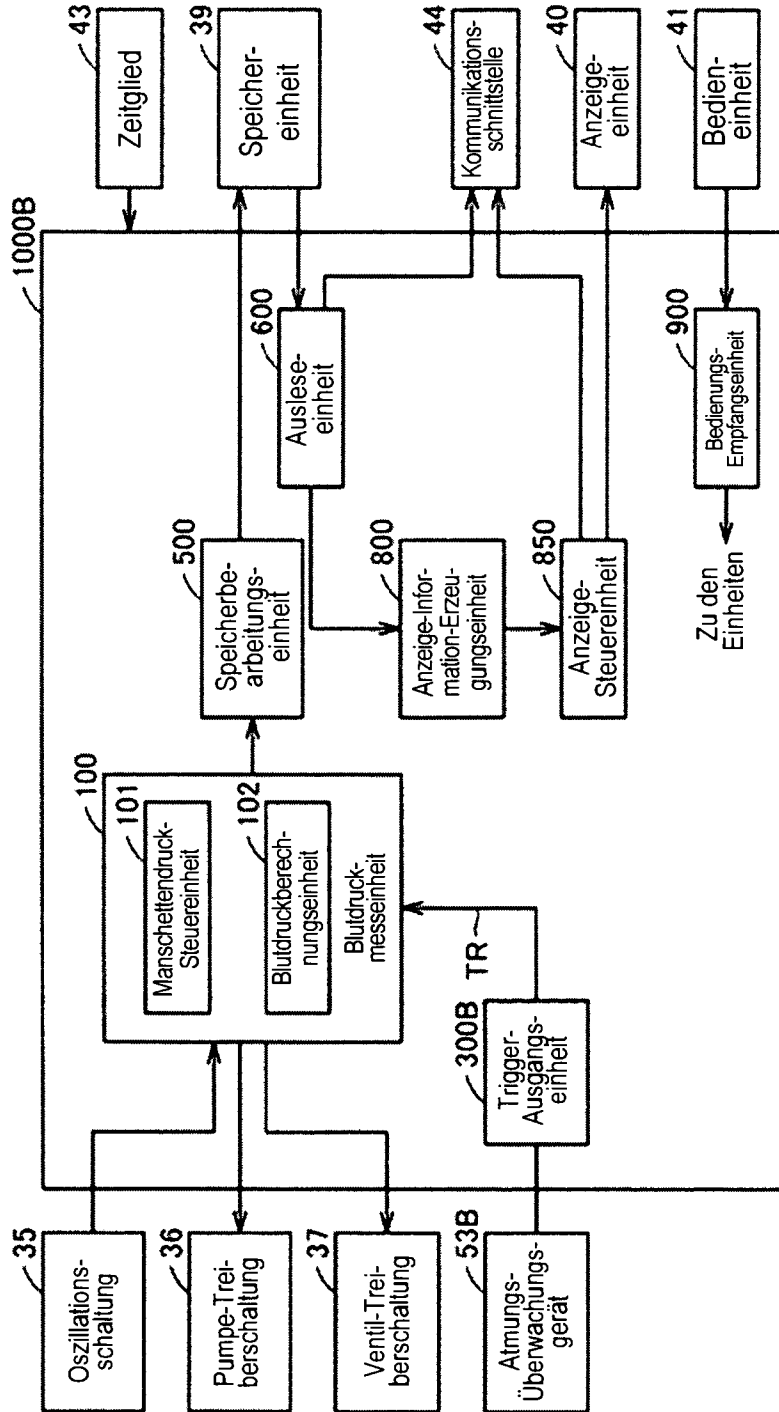 35
Oszillations-
schaltung
36
Pumpe-Trei-
berschaltung
37
Ventil-Trei-
berschaltung
53B
Atmungs-
Überwachungs-
gerät
1000B
100
101
Manschettendruck-
Steuereinheit
102
Blutdruckberech-
nungseinheit
Blutdruck-
messeinheit
TR
300B
Trigger-
Ausgangs-
einheit
500
Speicherbe-
arbeitungs-
einheit
600
Auslese-
einheit
800
Anzeige-Infor-
mation-Erzeu-
gungseinheit
850
Anzeige-
Steuereinheit
900
Bedienungs-
Empfangseinheit
Zu den
Einheiten
43
Zeitglied
39
Speicher-
einheit
44
Kommunikations-
schnittstelle
40
Anzeige-
einheit
41
Bedien-
einheit